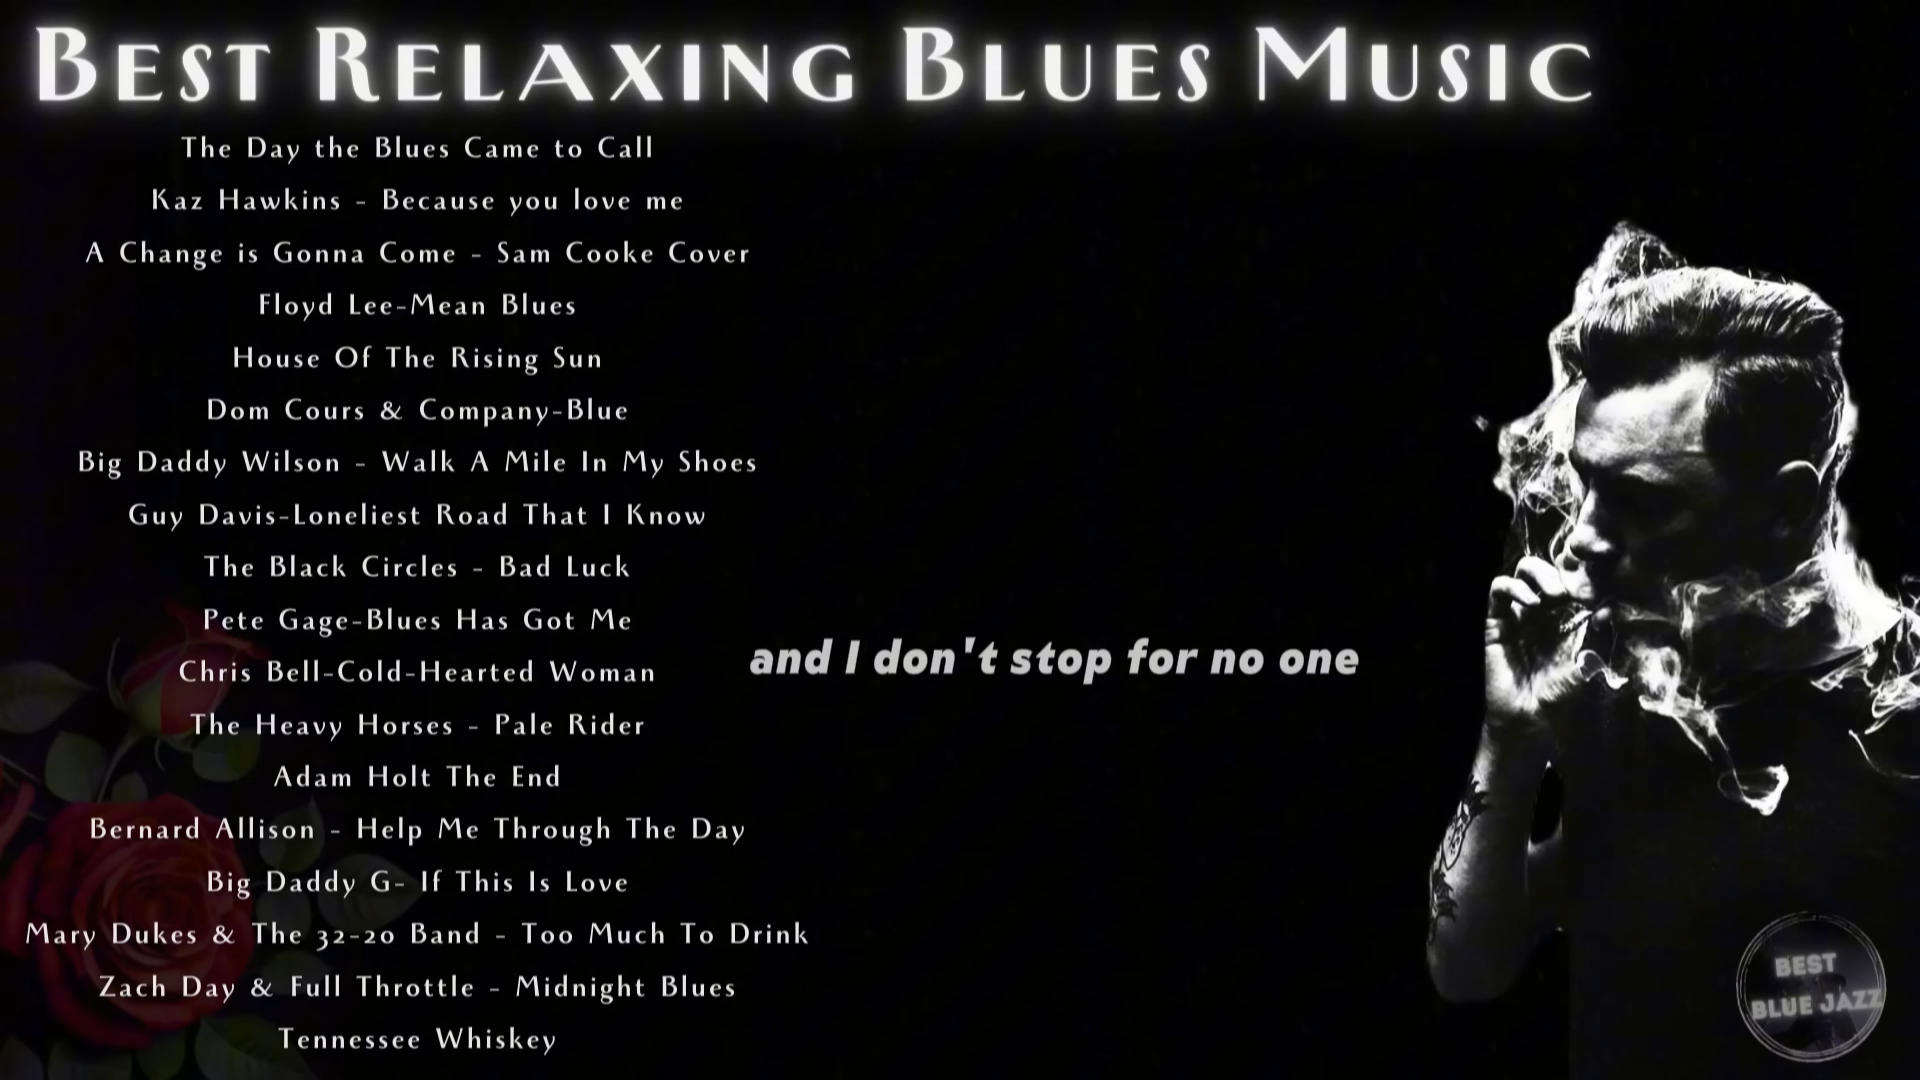 Best Relaxing Blues Music
The Day the Blues Came to Call
Kaz Hawkins - Because you love me
A Change is Gonna Come - Sam Cooke Cover
Floyd Lee-Mean Blues
House Of The Rising Sun
Dom Cours & Company-Blue
Big Daddy Wilson - Walk A Mile In My Shoes
Guy Davis-Loneliest Road That I Know
The Black Circles - Bad Luck
Pete Gage-Blues Has Got Me
Chris Bell-Cold-Hearted Woman
The Heavy Horses - Pale Rider
Adam Holt The End
Bernard Allison - Help Me Through The Day
Big Daddy G- If This Is Love
Mary Dukes & The 32-20 Band - Too Much To Drink
Zach Day & Full Throttle - Midnight Blues
Tennessee Whiskey
and I don't stop for no one
BEST
BLUE JAZZ